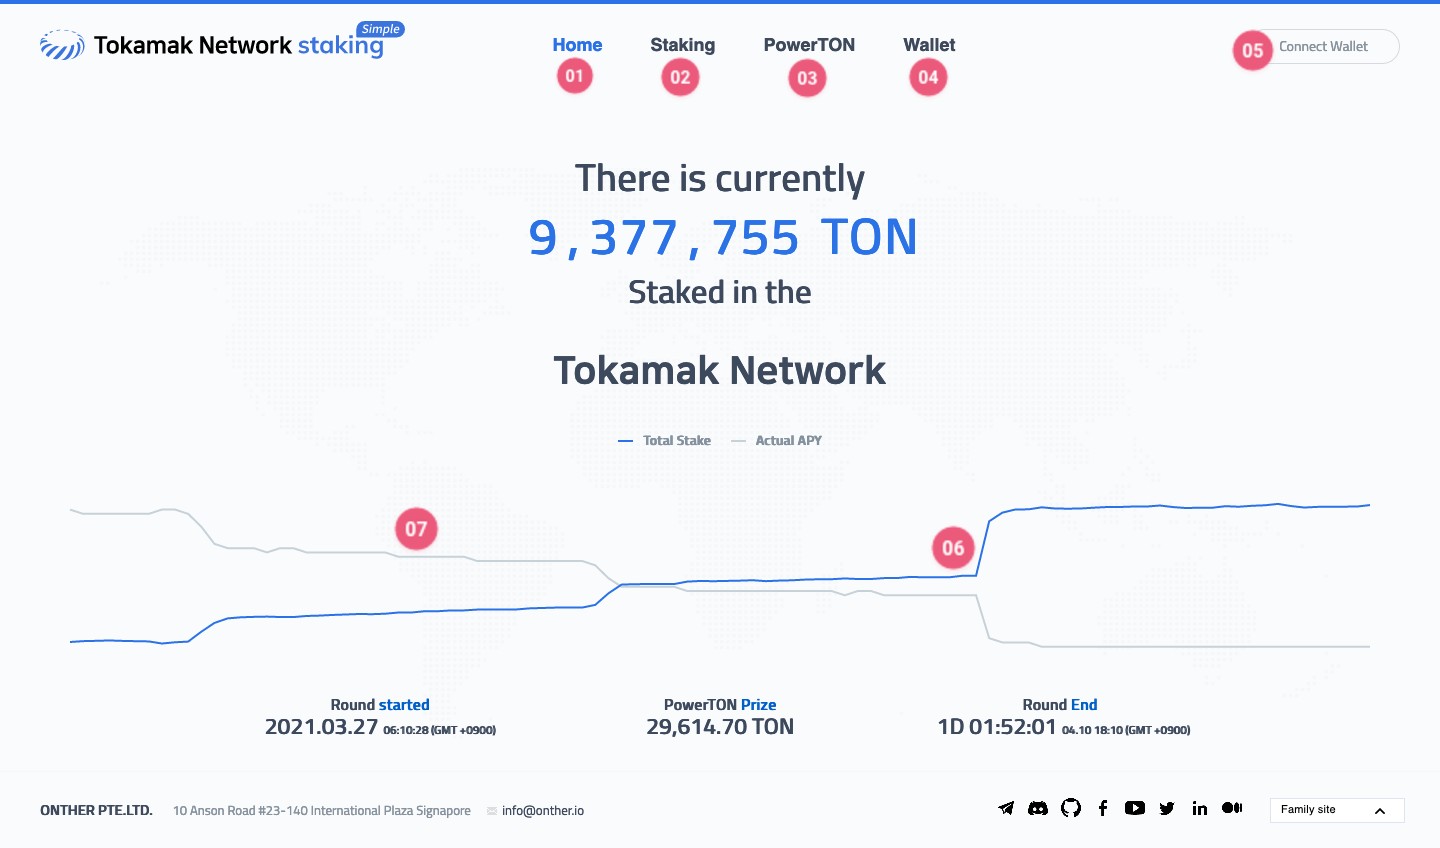 Simple
Tokamak Network staking
Home Staking PowerTON Wallet
01 02 03 04
05 Connect Wallet
There is currently
9,377,755 TON
Staked in the
Tokamak Network
Total Stake Actual APY
07
06
Round started
2021.03.27 06:10:28 (GMT +0900)
PowerTON Prize
29,614.70 TON
Round End
1D 01:52:01 04.10 18:10 (GMT +0900)
ONTHER PTE.LTD. 10 Anson Road #23-140 International Plaza Signapore info@onther.io
Family site